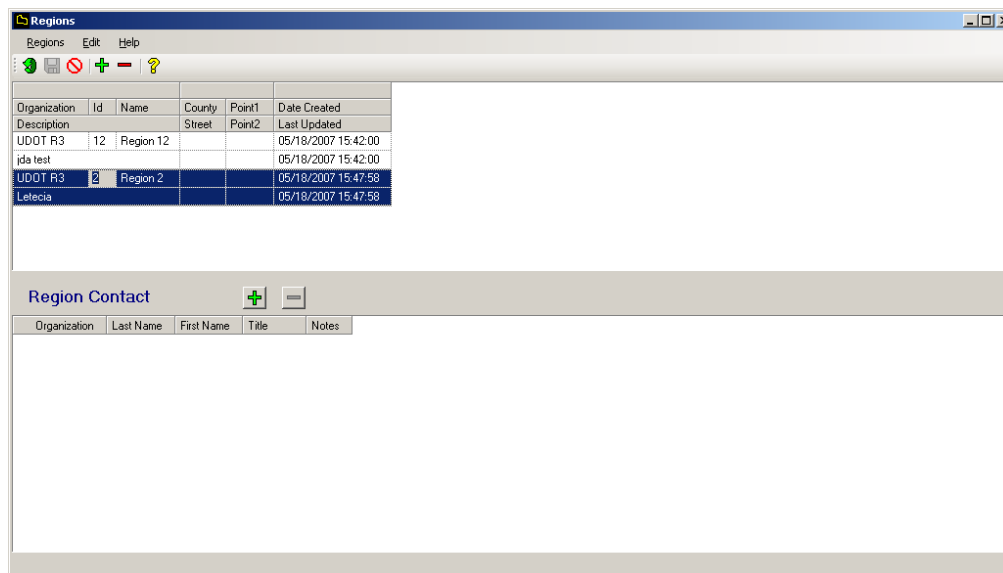 Regions
Regions Edit Help
Organization Id Name County Point1 Date Created
Description Street Point2 Last Updated
UDOT R3 12 Region 12 05/18/2007 15:42:00
jda test 05/18/2007 15:42:00
UDOT R3 2 Region 2 05/18/2007 15:47:58
Letecia 05/18/2007 15:47:58
Region Contact
Organization Last Name First Name Title Notes